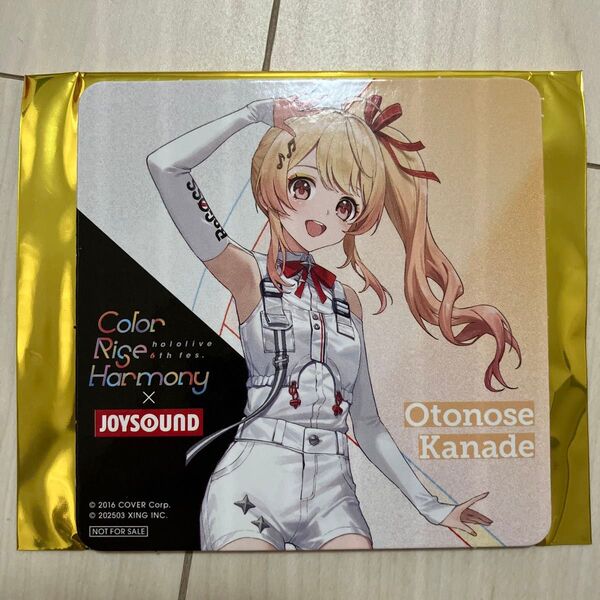 Color
Rise
hololive
6th fes.
Harmony
×
JOYSOUND
Otonose
Kanade
© 2016 COVER Corp.
© 202503 XING INC.
NOT FOR SALE